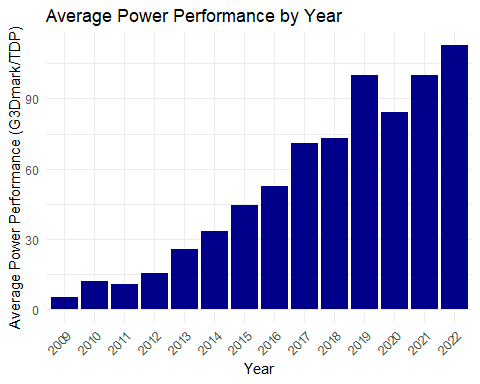 Average Power Performance by Year
Average Power Performance (G3Dmark/TDP)
90
60
30
0
2009 2010 2011 2012 2013 2014 2015 2016 2017 2018 2019 2020 2021 2022
Year